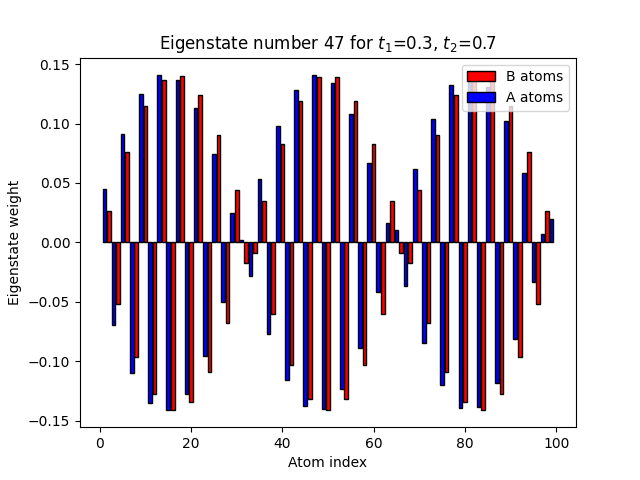 Eigenstate number 47 for t₁=0.3, t₂=0.7
B atoms
A atoms
0.15
0.10
0.05
0.00
−0.05
−0.10
−0.15
Eigenstate weight
0 20 40 60 80 100
Atom index